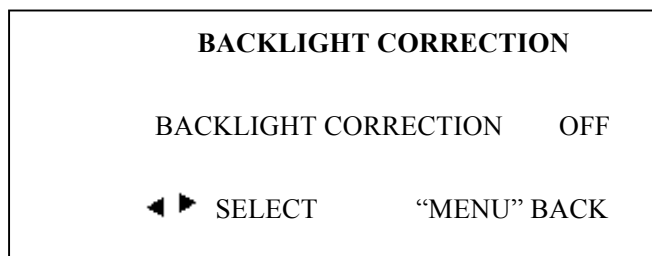 BACKLIGHT CORRECTION
BACKLIGHT CORRECTION OFF
◄ ► SELECT “MENU” BACK